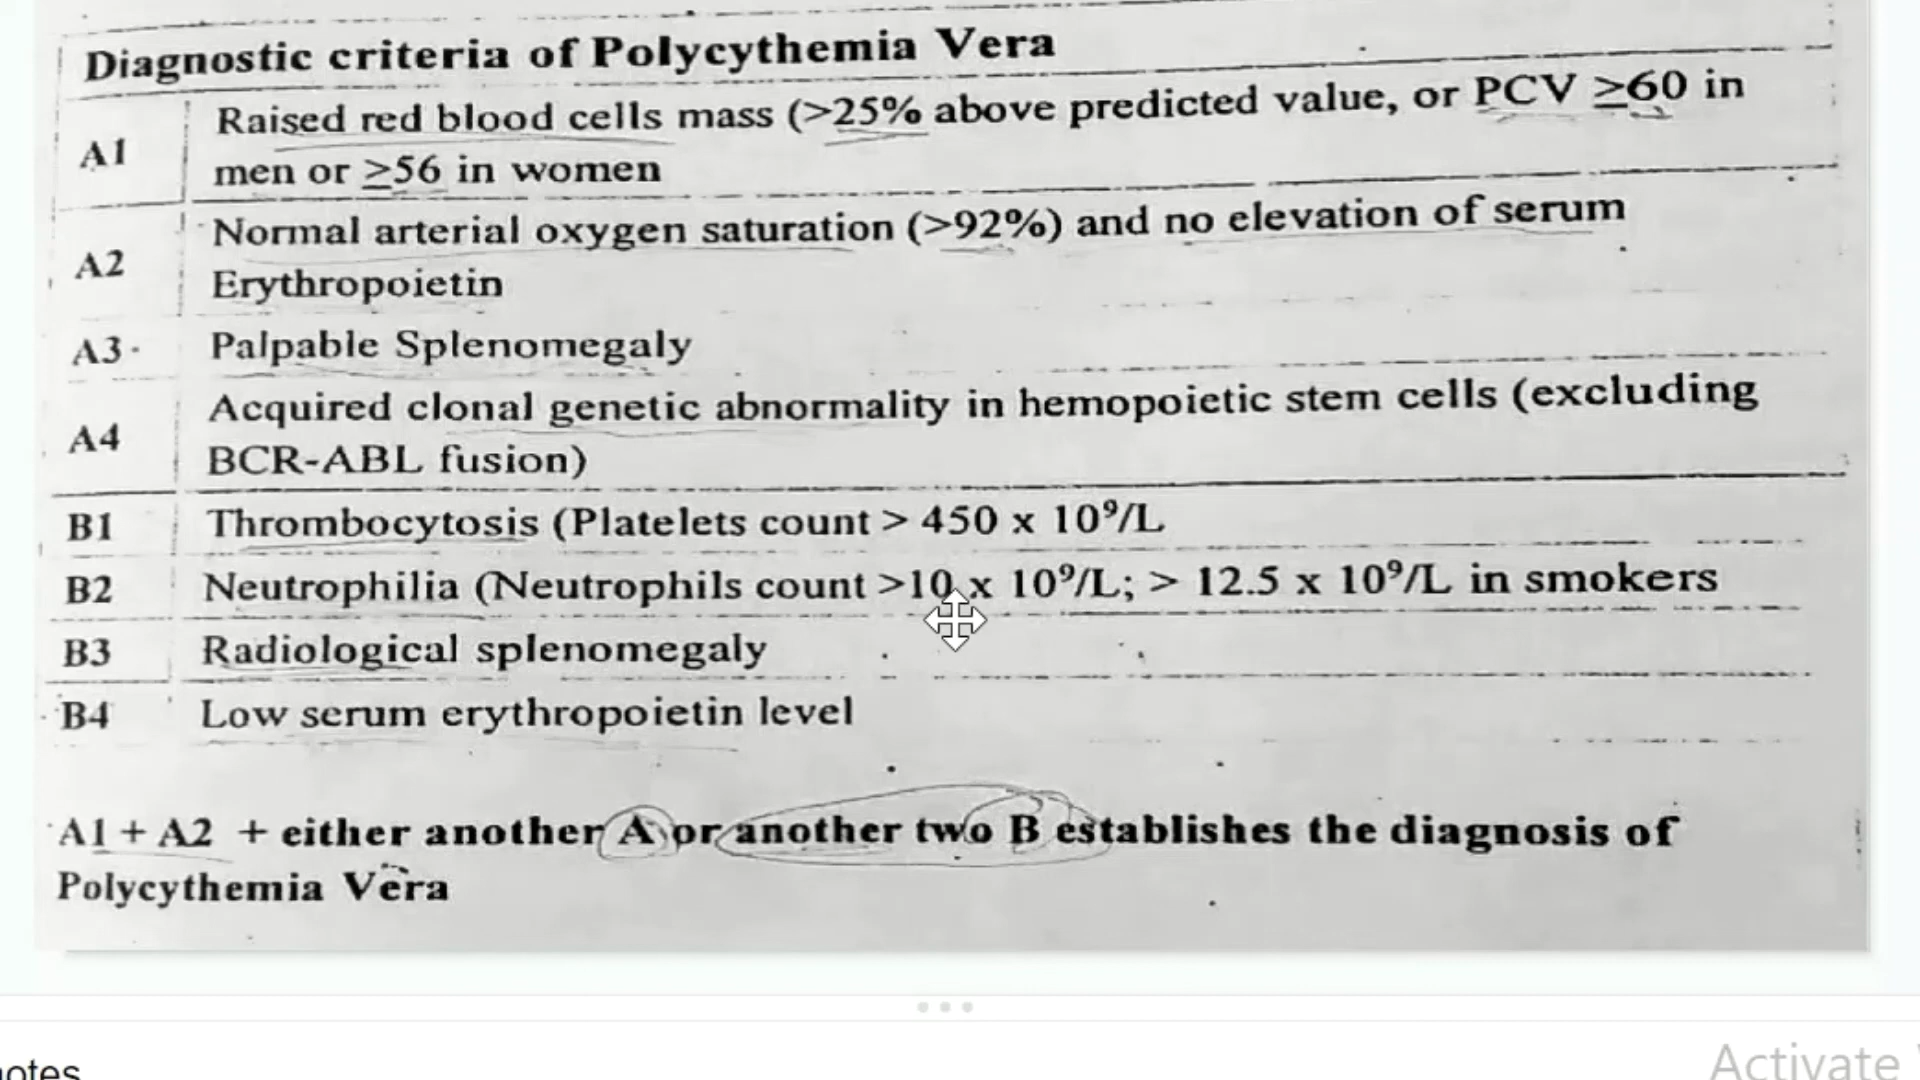 Diagnostic criteria of Polycythemia Vera
A1
Raised red blood cells mass (>25% above predicted value, or PCV ≥60 in
men or ≥56 in women
A2
Normal arterial oxygen saturation (>92%) and no elevation of serum
Erythropoietin
A3
Palpable Splenomegaly
A4
Acquired clonal genetic abnormality in hemopoietic stem cells (excluding
BCR-ABL fusion)
B1
Thrombocytosis (Platelets count > 450 x 10⁹/L
B2
Neutrophilia (Neutrophils count >10 x 10⁹/L; > 12.5 x 10⁹/L in smokers
B3
Radiological splenomegaly
B4
Low serum erythropoietin level
A1 + A2 + either another A or another two B establishes the diagnosis of
Polycythemia Vera
Activate